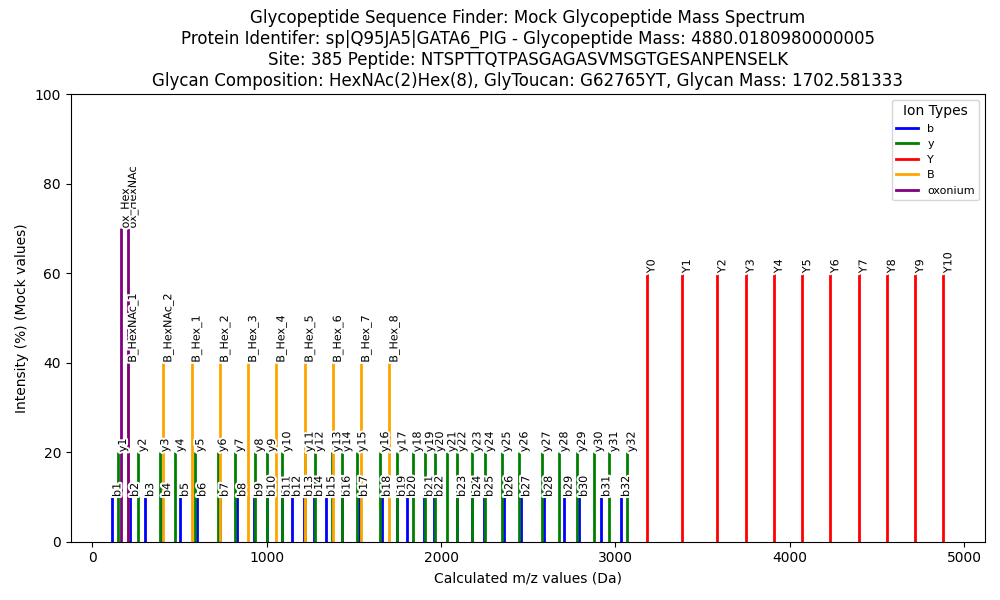 Glycopeptide Sequence Finder: Mock Glycopeptide Mass Spectrum
Protein Identifer: sp|Q95JA5|GATA6_PIG - Glycopeptide Mass: 4880.0180980000005
Site: 385 Peptide: NTSPTTQTPASGAGASVMSGTGESANPENSELK
Glycan Composition: HexNAc(2)Hex(8), GlyToucan: G62765YT, Glycan Mass: 1702.581333
Intensity (%) (Mock values)
100
80
60
40
20
0
Ion Types
b
y
Y
B
oxonium
ox_Hex
ox_HexNAc
B_HexNAc_1
B_HexNAc_2
B_Hex_1
B_Hex_2
B_Hex_3
B_Hex_4
B_Hex_5
B_Hex_6
B_Hex_7
B_Hex_8
Y0
Y1
Y2
Y3
Y4
Y5
Y6
Y7
Y8
Y9
Y10
y1
y2
y3
y4
y5
y6
y7
y8
y9
y10
y11
y12
y13
y14
y15
y16
y17
y18
y19
y20
y21
y22
y23
y24
y25
y26
y27
y28
y29
y30
y31
y32
b1
b2
b3
b4
b5
b6
b7
b8
b9
b10
b11
b12
b13
b14
b15
b16
b17
b18
b19
b20
b21
b22
b23
b24
b25
b26
b27
b28
b29
b30
b31
b32
0
1000
2000
3000
4000
5000
Calculated m/z values (Da)